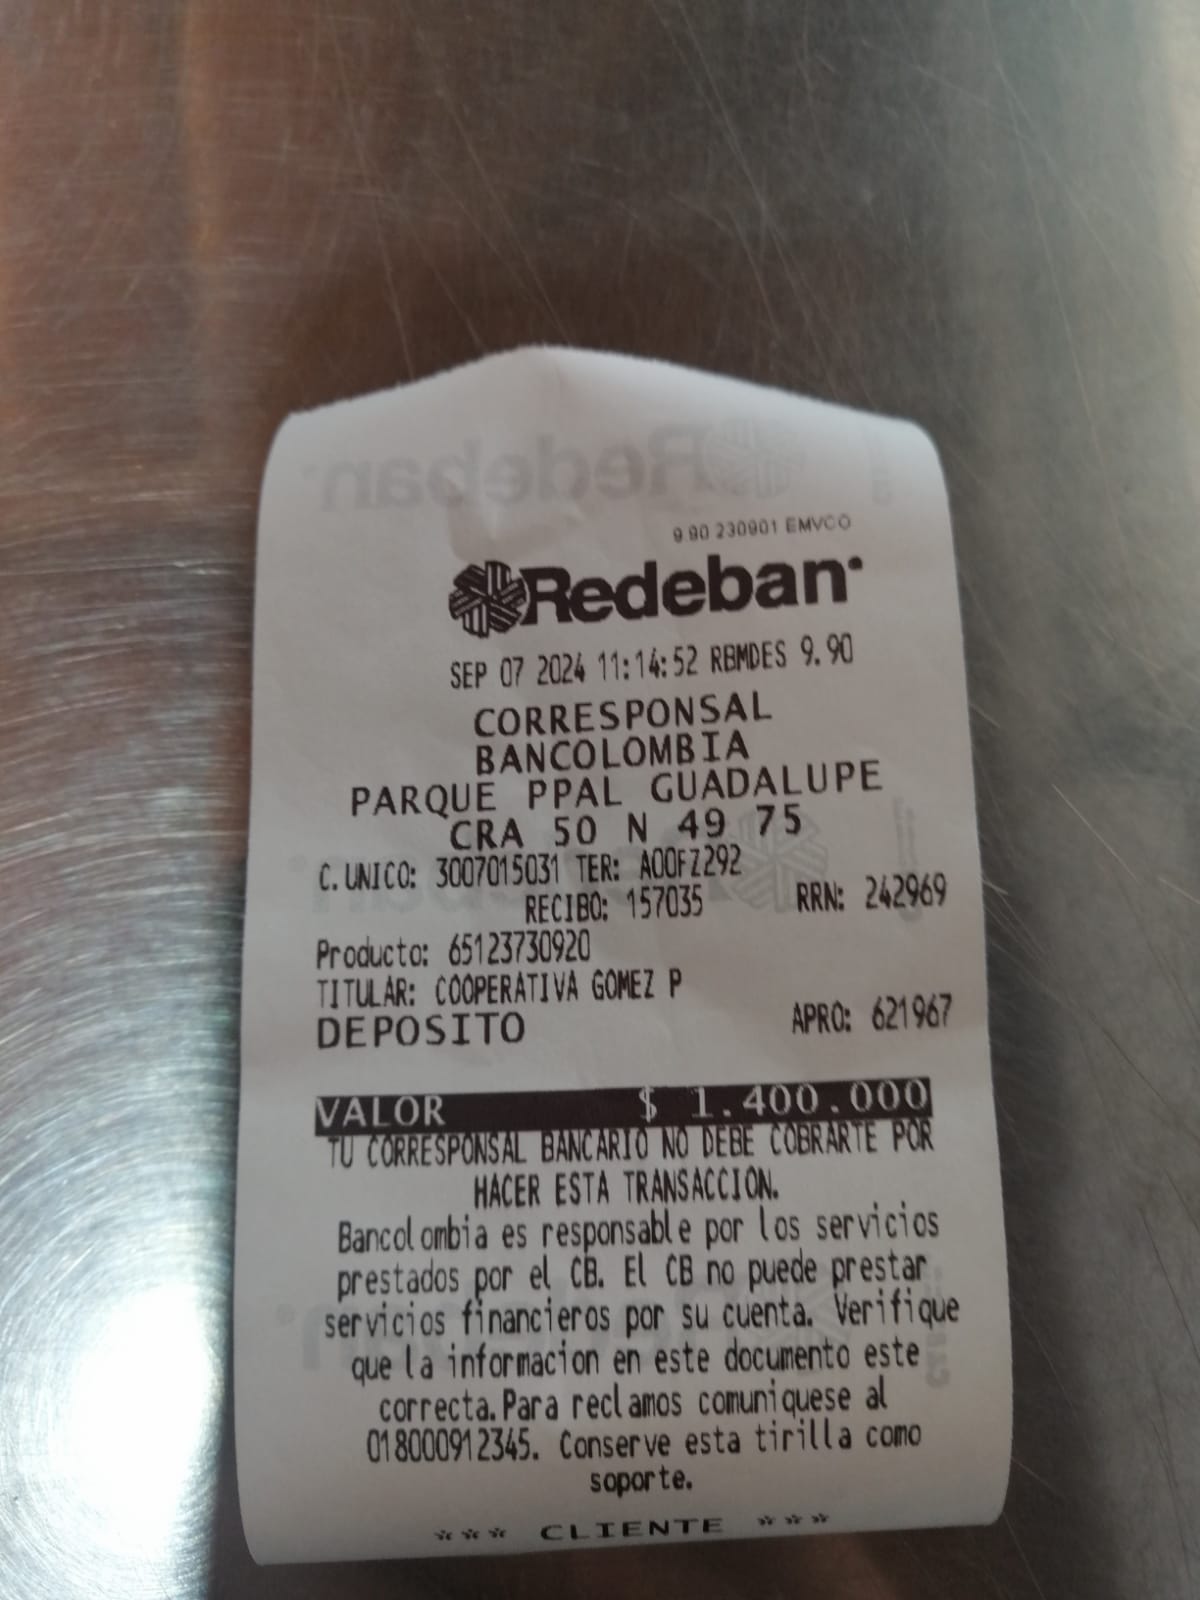 9.90 230901 EMVCO
Redeban
SEP 07 2024 11:14:52 RBMDES 9.90
CORRESPONSAL
BANCOLOMBIA
PARQUE PPAL GUADALUPE
CRA 50 N 49 75
C.UNICO: 3007015031 TER: A00FZ292
RECIBO: 157035 RRN: 242969
Producto: 65123730920
TITULAR: COOPERATIVA GOMEZ P
DEPOSITO APRO: 621967
VALOR $ 1.400.000
TU CORRESPONSAL BANCARIO NO DEBE COBRARTE POR
HACER ESTA TRANSACCION.
Bancolombia es responsable por los servicios
prestados por el CB. El CB no puede prestar
servicios financieros por su cuenta. Verifique
que la informacion en este documento este
correcta.Para reclamos comuniquese al
018000912345. Conserve esta tirilla como
soporte.
*** CLIENTE ***